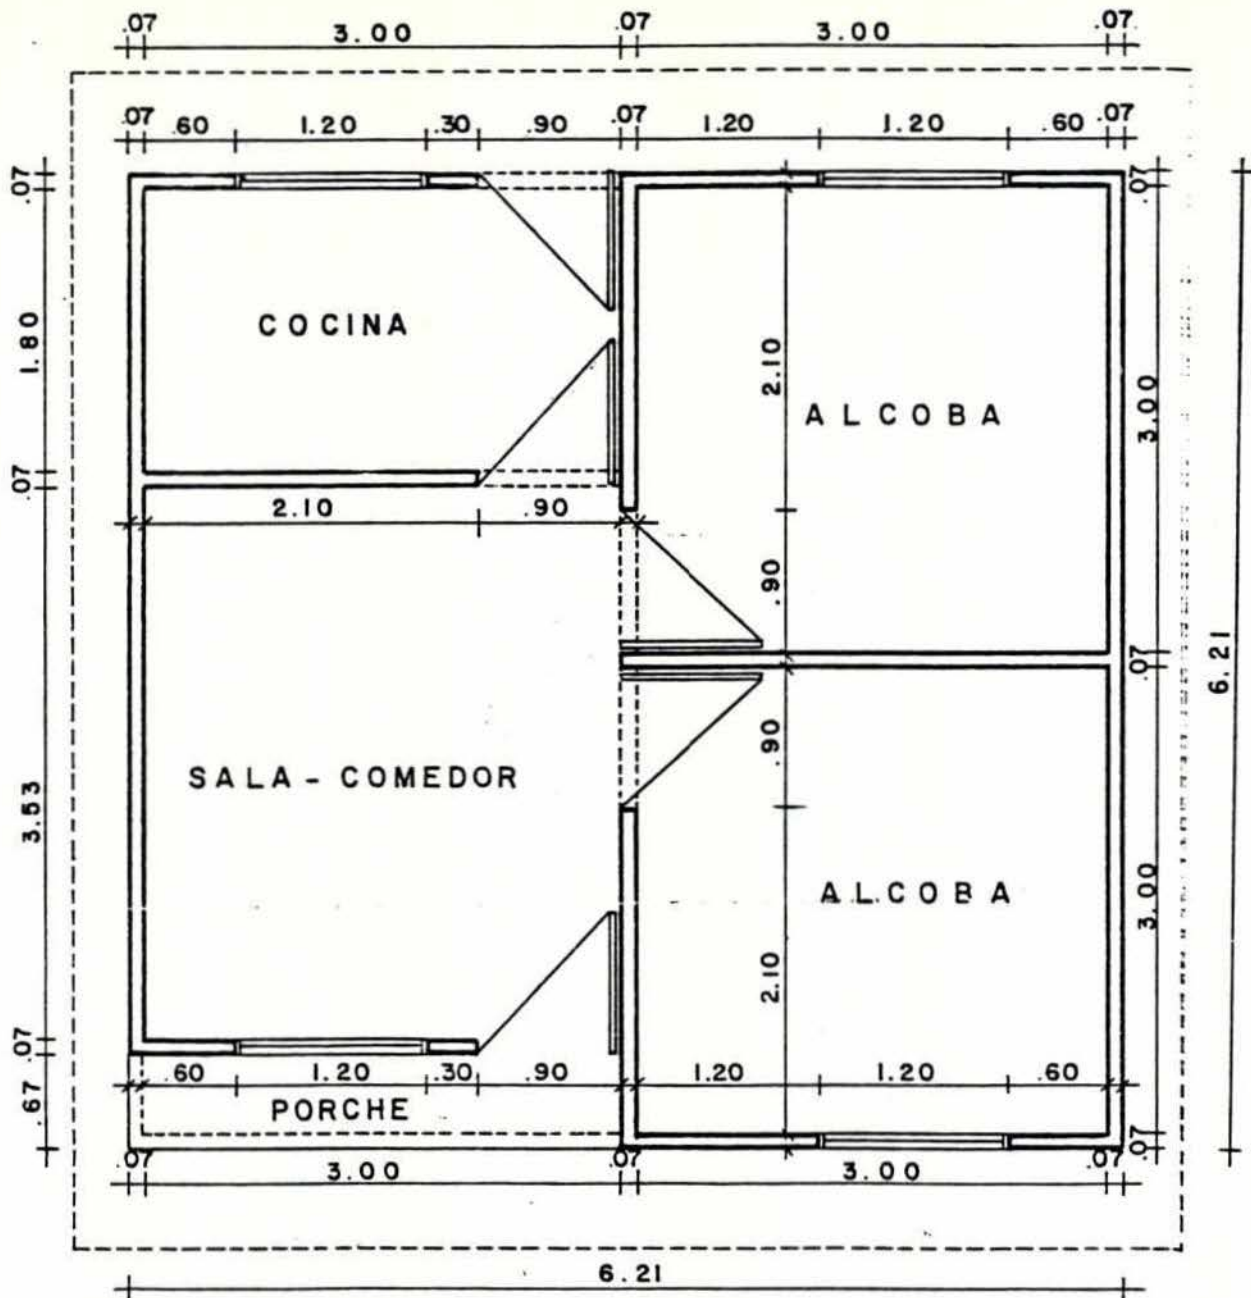 .07 3.00 .07 3.00 .07
.07 .60 1.20 .30 .90 .07 1.20 1.20 .60 .07
.07 1.80 .07 3.53 .07 .67
COCINA
2.10
ALCOBA
.07 3.00 .07 3.00 .07
2.10 .90
.90
6.21
.90
SALA - COMEDOR
ALCOBA
2.10
.60 1.20 .30 .90 1.20 1.20 .60
PORCHE
.07 3.00 .07 3.00 .07
6.21